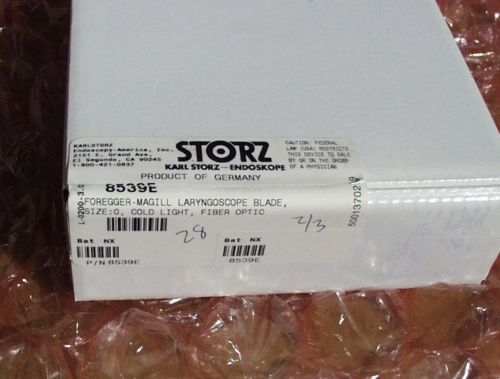 KARLSTORZ
Endoscopy-America, Inc.
2151 E. Grand Ave,
El Segundo, CA 90245
1-800-421-0837
STORZ
KARL STORZ—ENDOSKOPE
CAUTION: FEDERAL
LAW (USA) RESTRICTS
THIS DEVICE TO SALE
BY OR ON THE ORDER
OF A PHYSICIAN
PRODUCT OF GERMANY
8539E
FOREGGER-MAGILL LARYNGOSCOPE BLADE,
SIZE:0, COLD LIGHT, FIBER OPTIC
28
2/3
Bat NX
P/N 8539E
Bat NX
8539E
L-0200-3.0